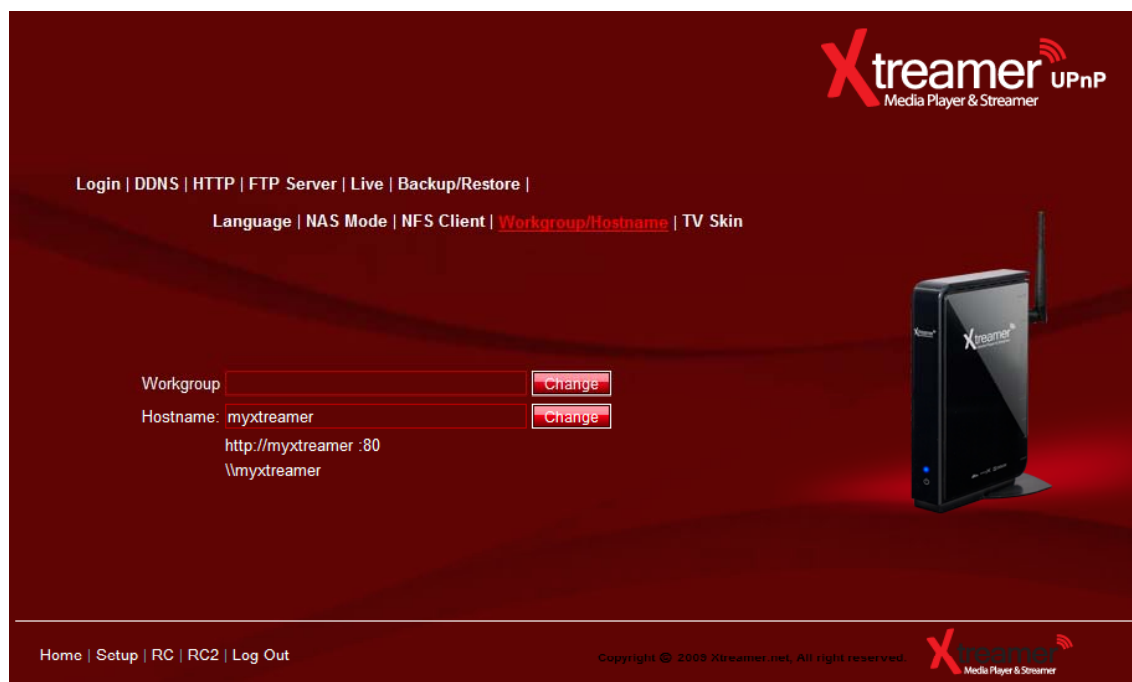 Xtreamer UPnP
Media Player & Streamer
Login | DDNS | HTTP | FTP Server | Live | Backup/Restore |
Language | NAS Mode | NFS Client | Workgroup/Hostname | TV Skin
Xtreamer
Xtreamer
Workgroup Change
Hostname: myxtreamer Change
http://myxtreamer :80
\\myxtreamer
Home | Setup | RC | RC2 | Log Out
Copyright © 2009 Xtreamer.net, All right reserved.
Xtreamer
Media Player & Streamer